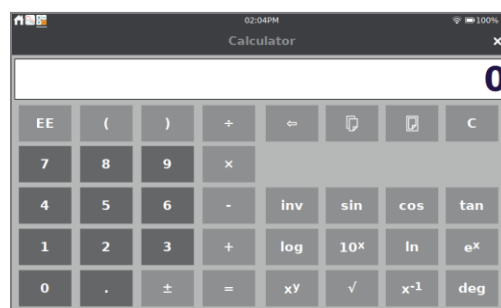 02:04PM 100%
Calculator ×
0
EE ( ) ÷ ⇦ C
7 8 9 ×
4 5 6 - inv sin cos tan
1 2 3 + log 10ˣ ln eˣ
0 . ± = xʸ √ x⁻¹ deg